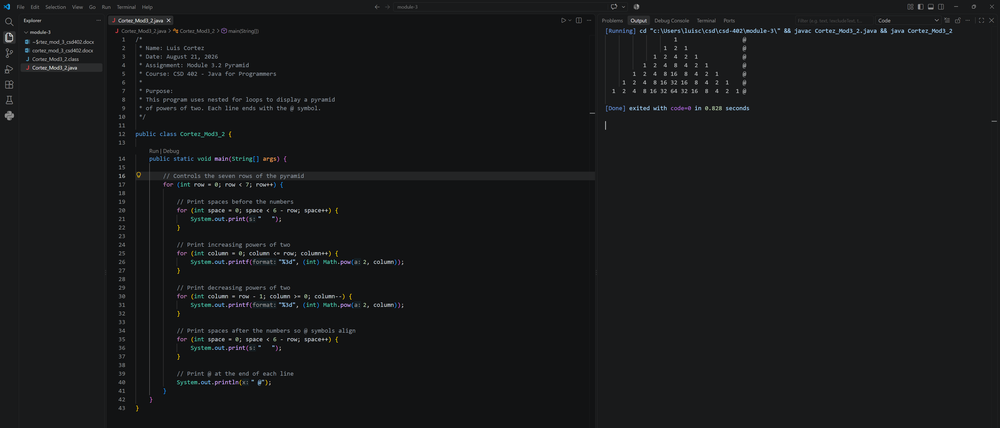 File Edit Selection View Go Run Terminal Help
module-3
Explorer
module-3
~$rtez_mod_3_csd402.docx
cortez_mod_3_csd402.docx
Cortez_Mod3_2.class
Cortez_Mod3_2.java
Cortez_Mod3_2.java
Cortez_Mod3_2.java > Cortez_Mod3_2 > main(String[])
1 /*
2  * Name: Luis Cortez
3  * Date: August 21, 2026
4  * Assignment: Module 3.2 Pyramid
5  * Course: CSD 402 - Java for Programmers
6  *
7  * Purpose:
8  * This program uses nested for loops to display a pyramid
9  * of powers of two. Each line ends with the @ symbol.
10  */
11
12 public class Cortez_Mod3_2 {
13
Run | Debug
14     public static void main(String[] args) {
15
16         // Controls the seven rows of the pyramid
17         for (int row = 0; row < 7; row++) {
18
19             // Print spaces before the numbers
20             for (int space = 0; space < 6 - row; space++) {
21                 System.out.print(s: "   ");
22             }
23
24             // Print increasing powers of two
25             for (int column = 0; column <= row; column++) {
26                 System.out.printf(format: "%3d", (int) Math.pow(a: 2, column));
27             }
28
29             // Print decreasing powers of two
30             for (int column = row - 1; column >= 0; column--) {
31                 System.out.printf(format: "%3d", (int) Math.pow(a: 2, column));
32             }
33
34             // Print spaces after the numbers so @ symbols align
35             for (int space = 0; space < 6 - row; space++) {
36                 System.out.print(s: "   ");
37             }
38
39             // Print @ at the end of each line
40             System.out.println(x: " @");
41         }
42     }
43 }
Problems Output Debug Console Terminal Ports
Filter (e.g. text, !excludeText, t...
Code
[Running] cd "c:\Users\luisc\csd\csd-402\module-3\" && javac Cortez_Mod3_2.java && java Cortez_Mod3_2
                    1                   @
                 1  2  1                @
              1  2  4  2  1             @
           1  2  4  8  4  2  1          @
        1  2  4  8 16  8  4  2  1       @
     1  2  4  8 16 32 16  8  4  2  1    @
  1  2  4  8 16 32 64 32 16  8  4  2  1 @
[Done] exited with code=0 in 0.828 seconds